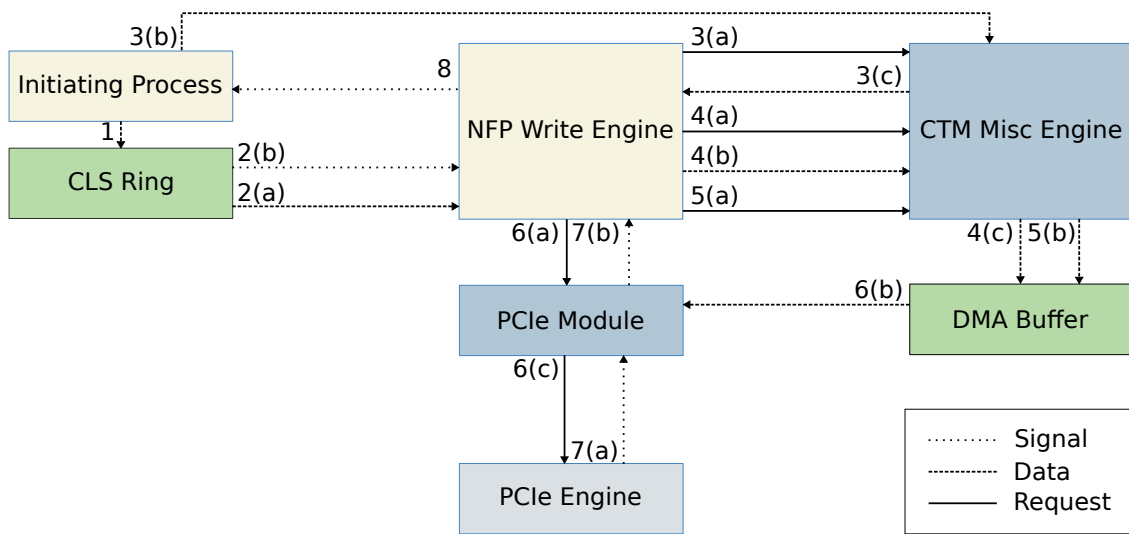 3(b)
3(a)
Initiating Process
8
3(c)
NFP Write Engine
4(a)
CTM Misc Engine
1
2(b)
4(b)
CLS Ring
2(a)
5(a)
6(a)
7(b)
4(c)
5(b)
6(b)
PCIe Module
DMA Buffer
6(c)
7(a)
PCIe Engine
Signal
Data
Request